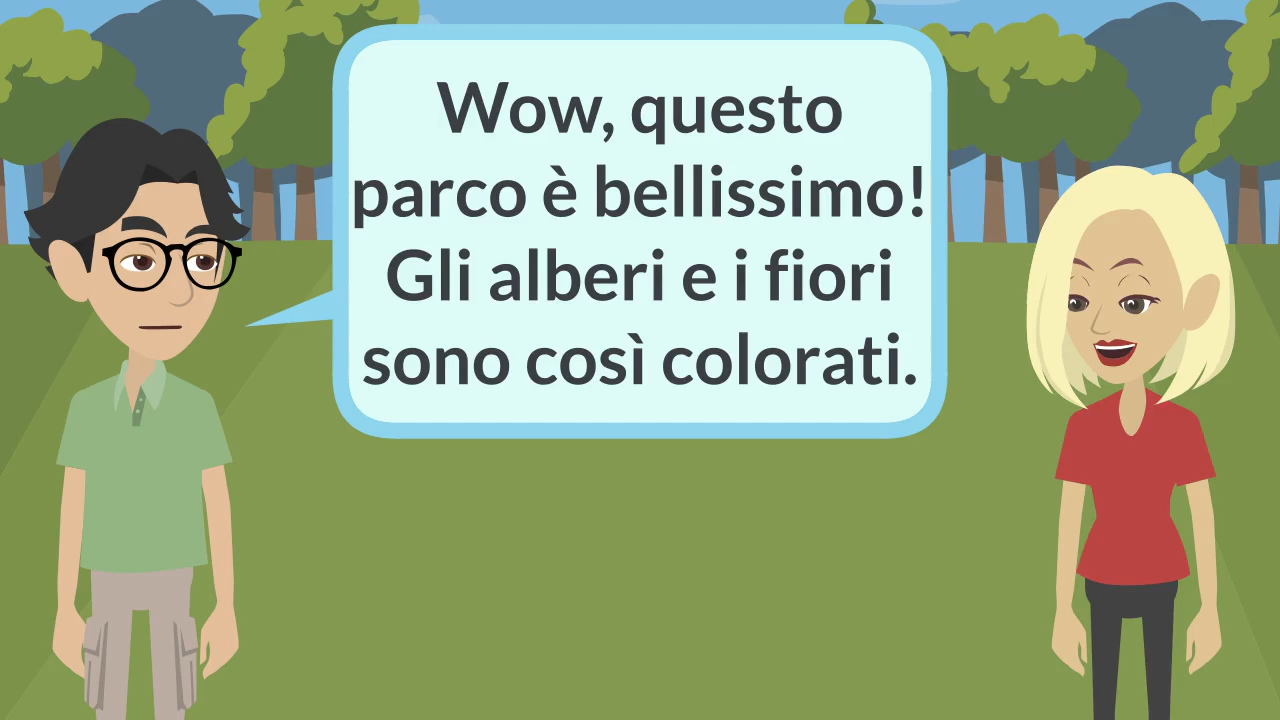 Wow, questo
parco è bellissimo!
Gli alberi e i fiori
sono così colorati.